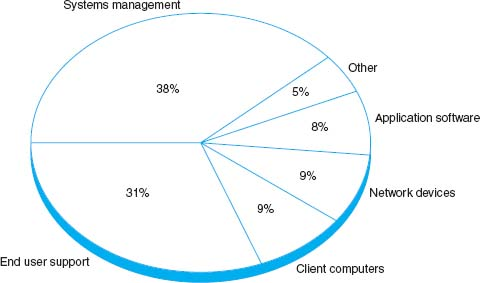 Systems management
Other
38%
5%
Application software
8%
9%
Network devices
31%
9%
End user support
Client computers